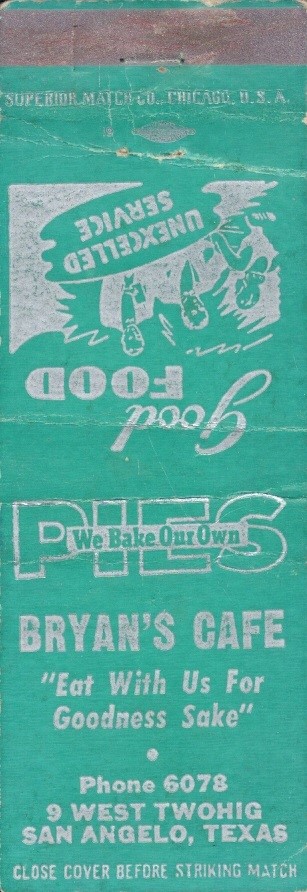 SUPERIOR MATCH CO., CHICAGO, U.S.A.
Good
FOOD
UNEXCELLED
SERVICE
PIES
We Bake Our Own
BRYAN'S CAFE
"Eat With Us For
Goodness Sake"
Phone 6078
9 WEST TWOHIG
SAN ANGELO, TEXAS
CLOSE COVER BEFORE STRIKING MATCH